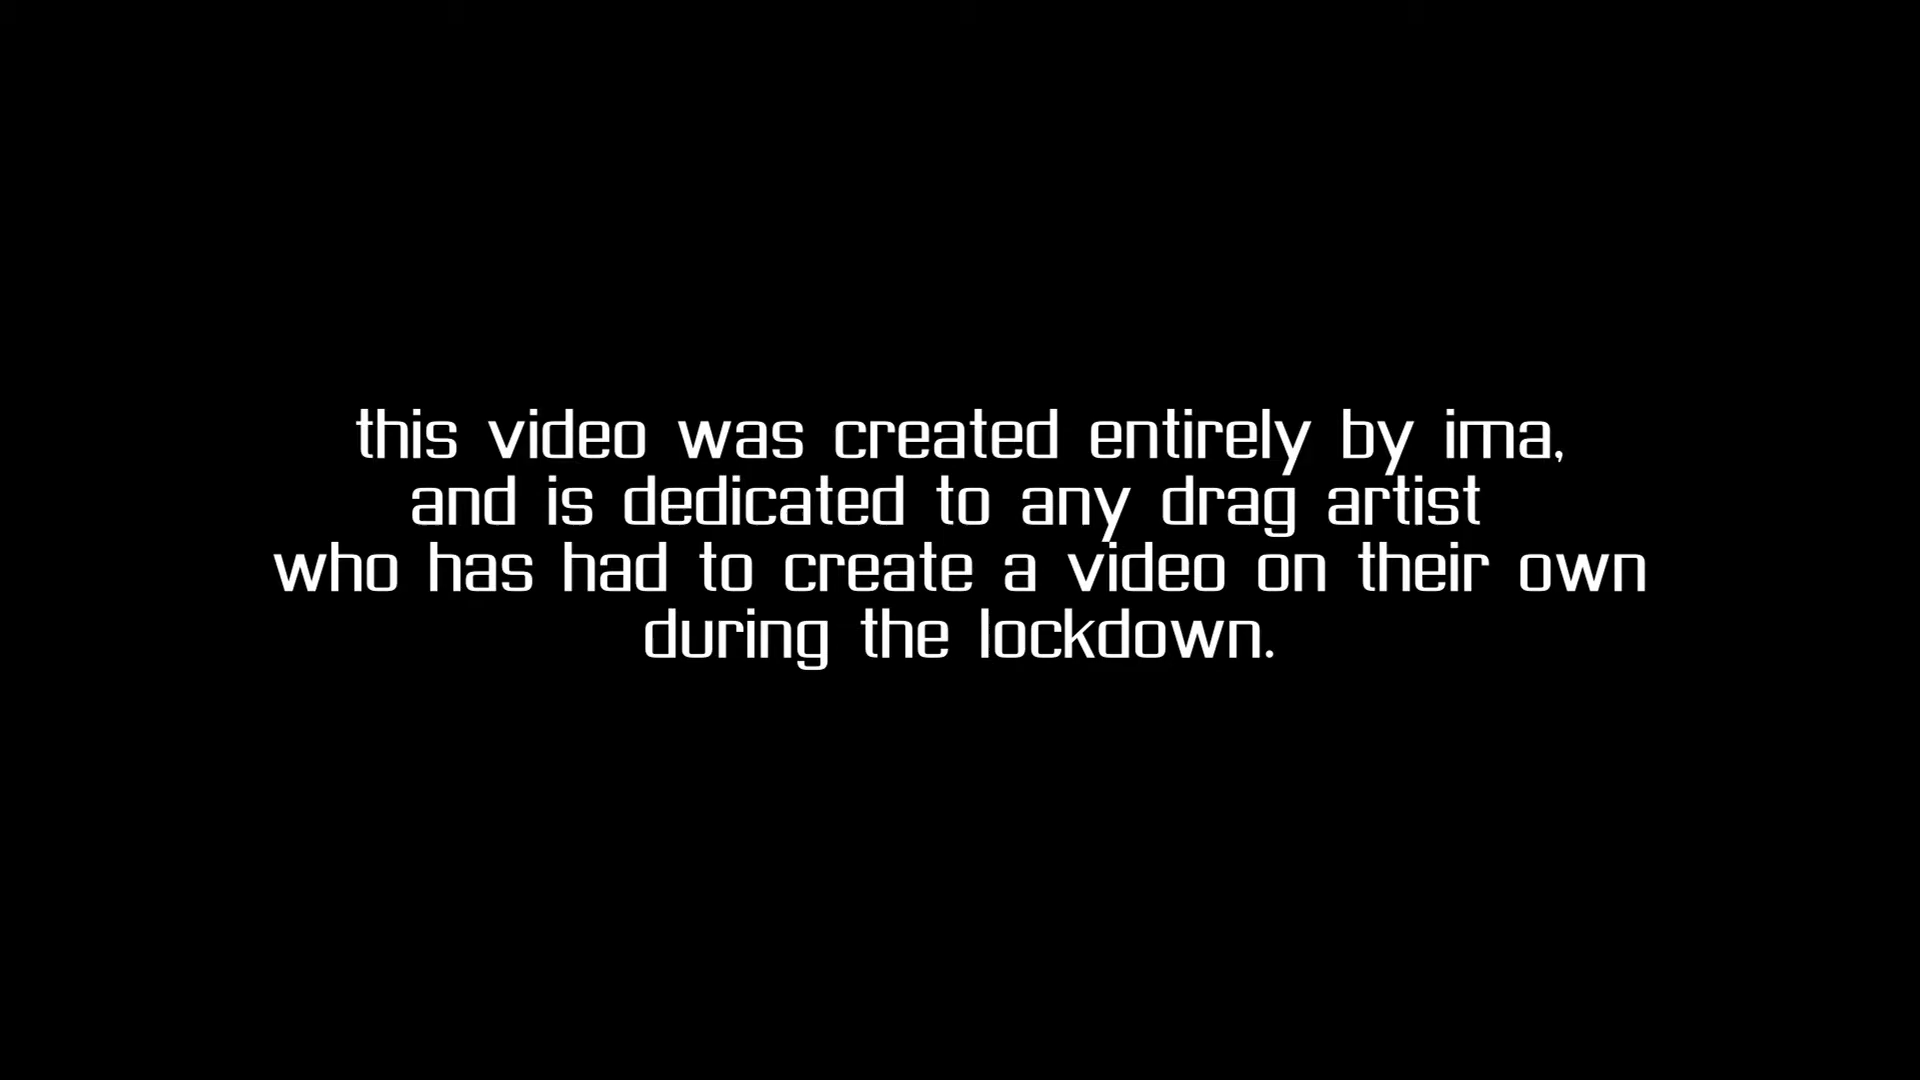 this video was created entirely by ima,
and is dedicated to any drag artist
who has had to create a video on their own
during the lockdown.